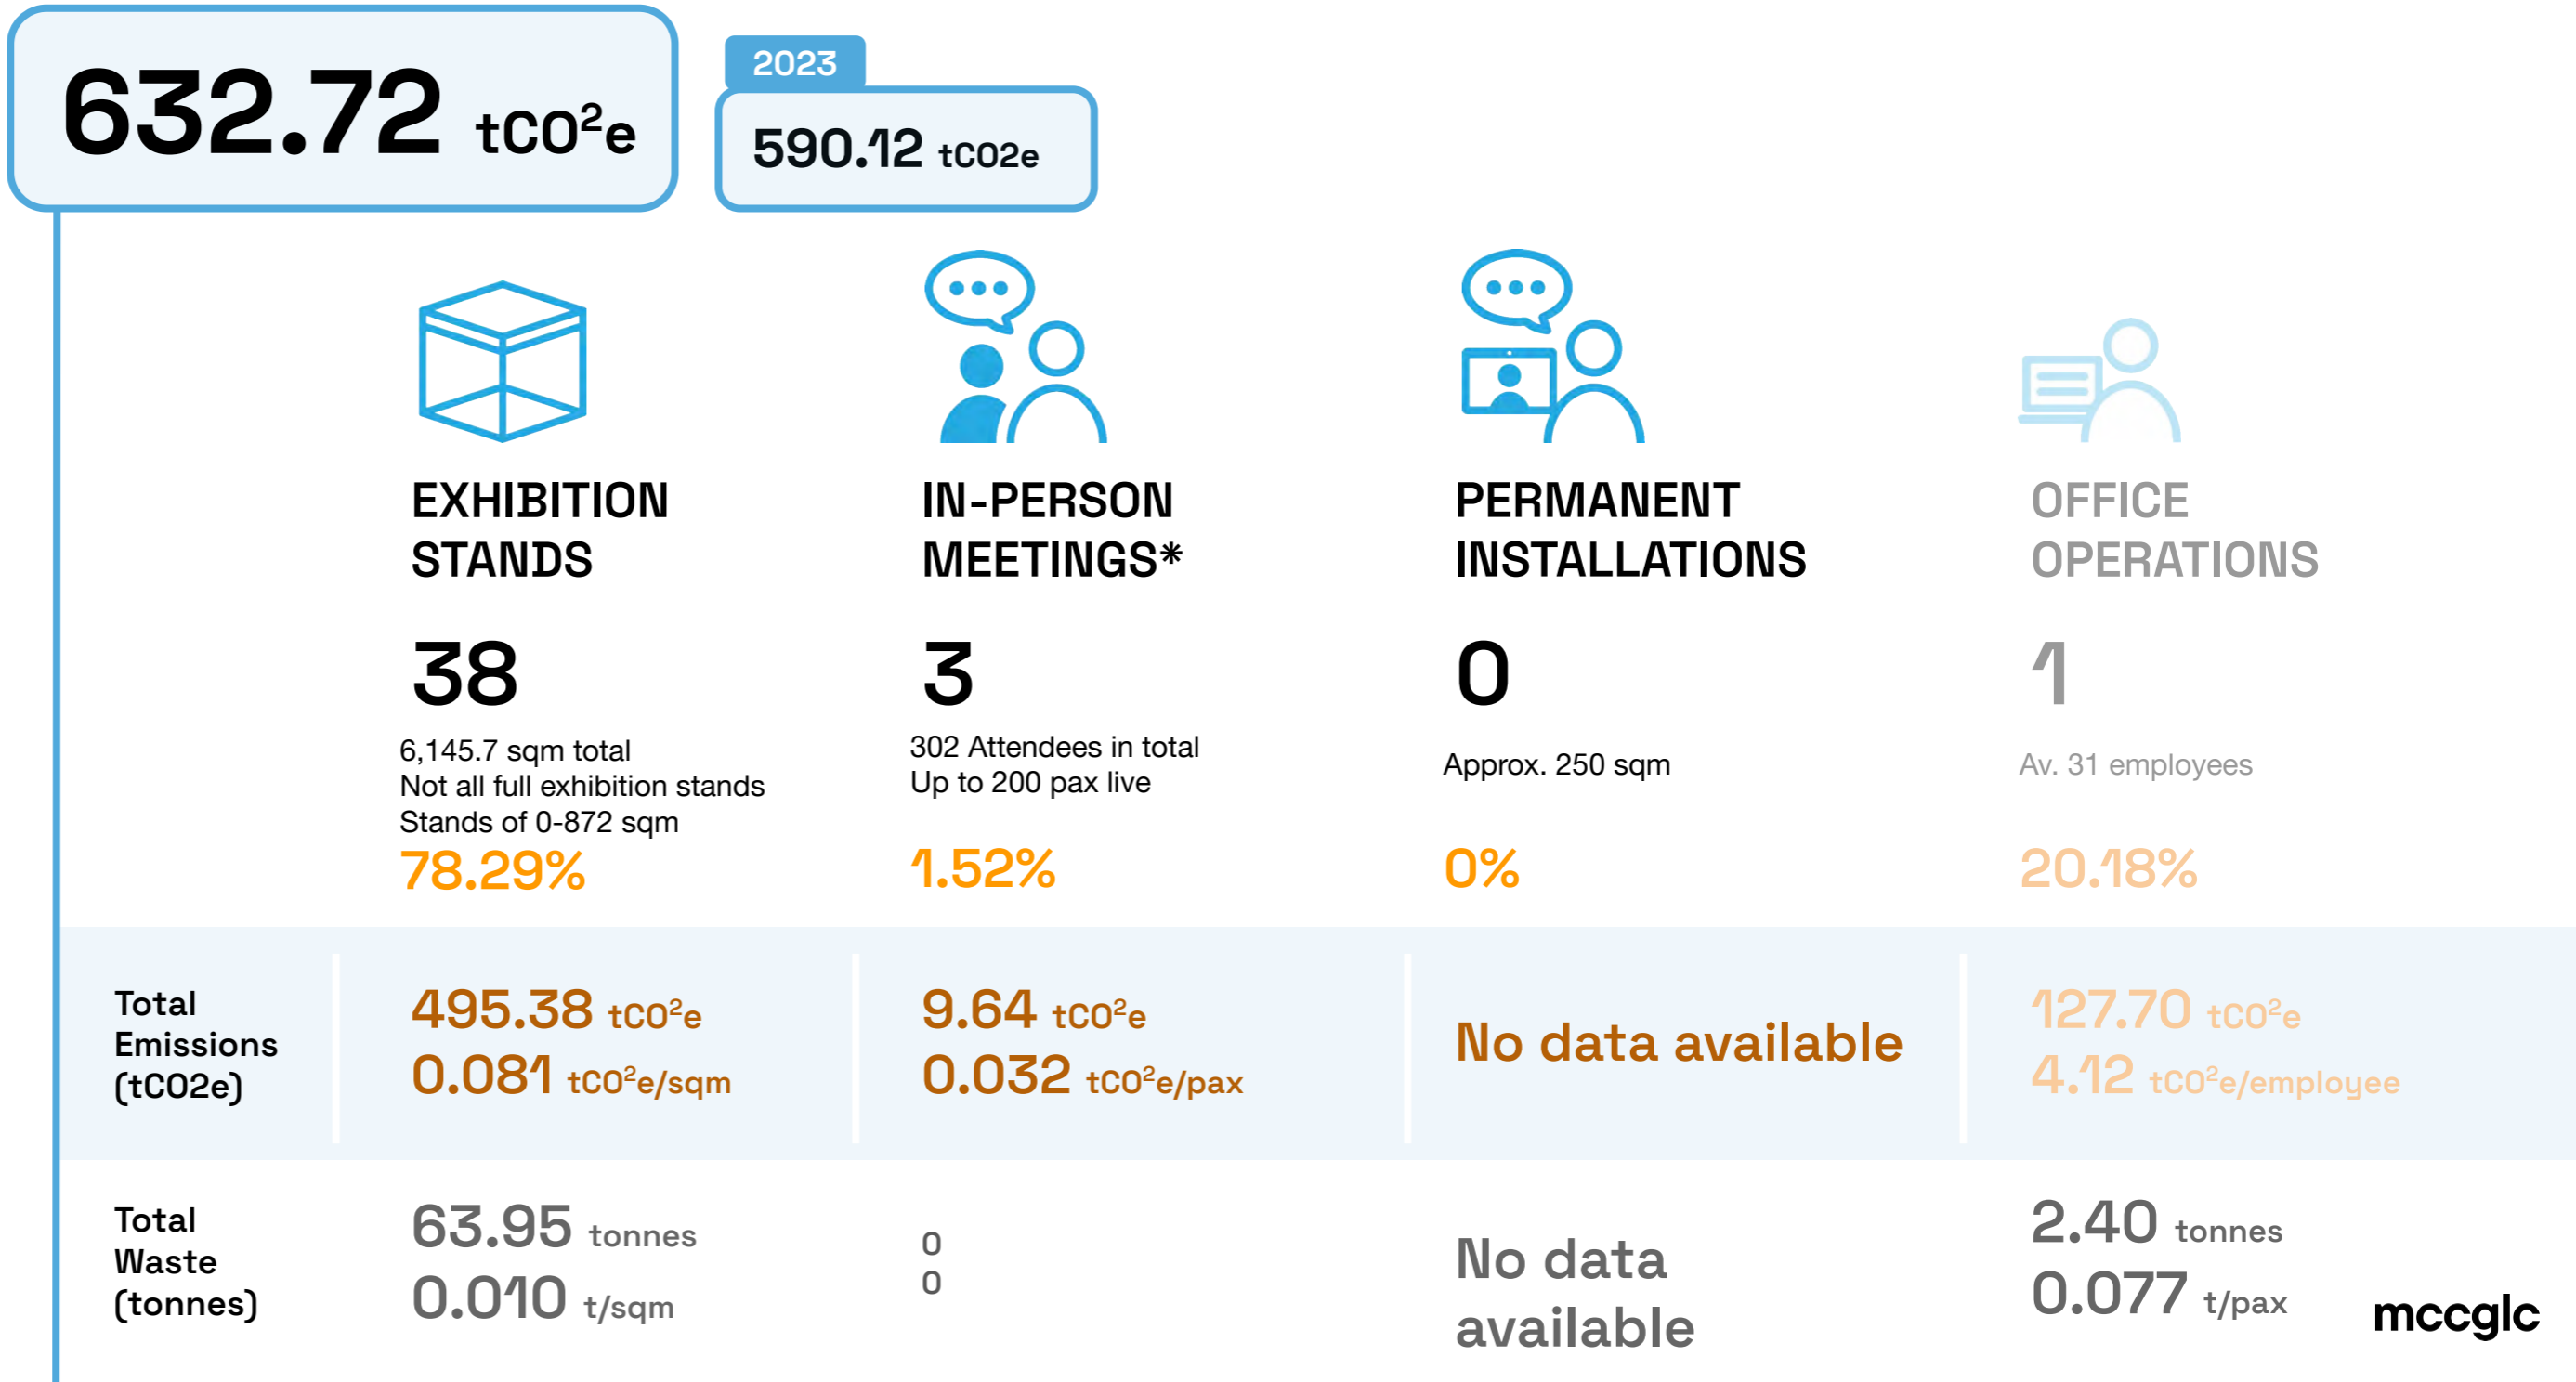 632.72 tCO²e
2023
590.12 tCO2e
EXHIBITION
STANDS
38
6,145.7 sqm total
Not all full exhibition stands
Stands of 0-872 sqm
78.29%
IN-PERSON
MEETINGS*
3
302 Attendees in total
Up to 200 pax live
1.52%
PERMANENT
INSTALLATIONS
0
Approx. 250 sqm
0%
OFFICE
OPERATIONS
1
Av. 31 employees
20.18%
Total
Emissions
(tCO2e)
495.38 tCO²e
0.081 tCO²e/sqm
9.64 tCO²e
0.032 tCO²e/pax
No data available
127.70 tCO²e
4.12 tCO²e/employee
Total
Waste
(tonnes)
63.95 tonnes
0.010 t/sqm
0
0
No data
available
2.40 tonnes
0.077 t/pax
mccglc